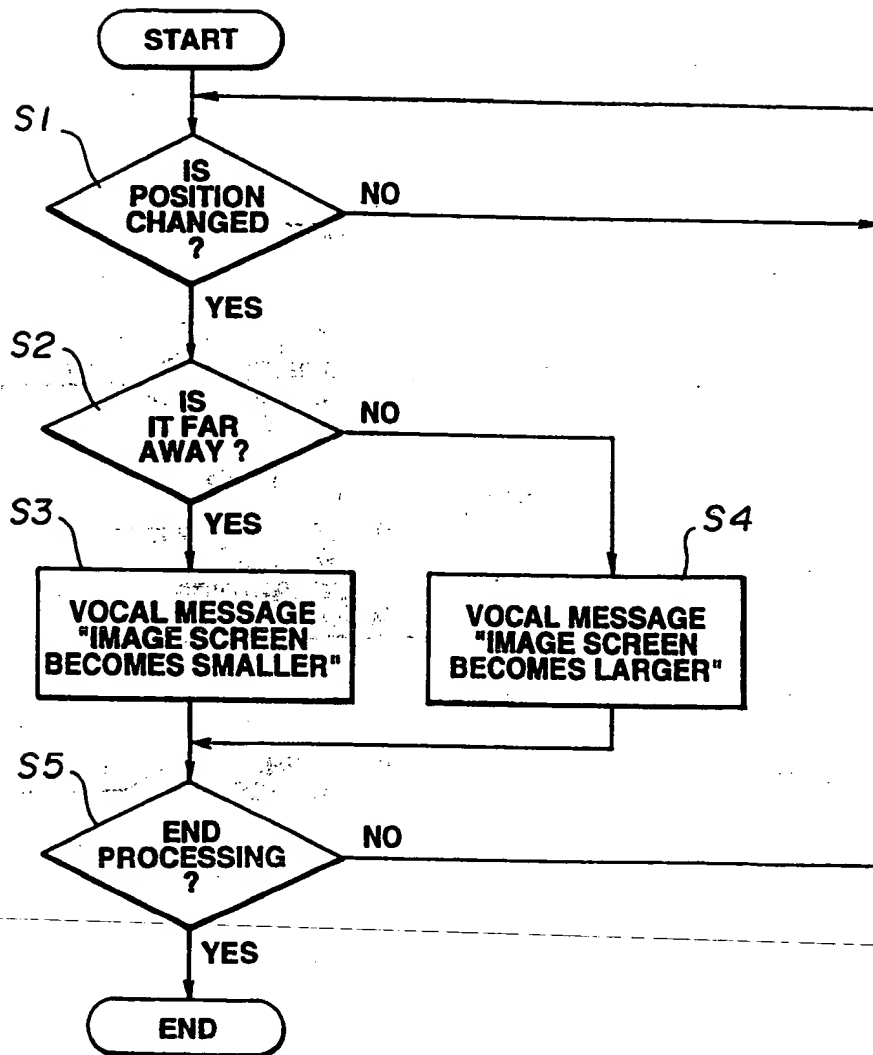 START
S1
IS
POSITION
CHANGED
?
NO
YES
S2
IS
IT FAR
AWAY ?
NO
YES
S3
VOCAL MESSAGE
"IMAGE SCREEN
BECOMES SMALLER"
S4
VOCAL MESSAGE
"IMAGE SCREEN
BECOMES LARGER"
S5
END
PROCESSING
?
NO
YES
END